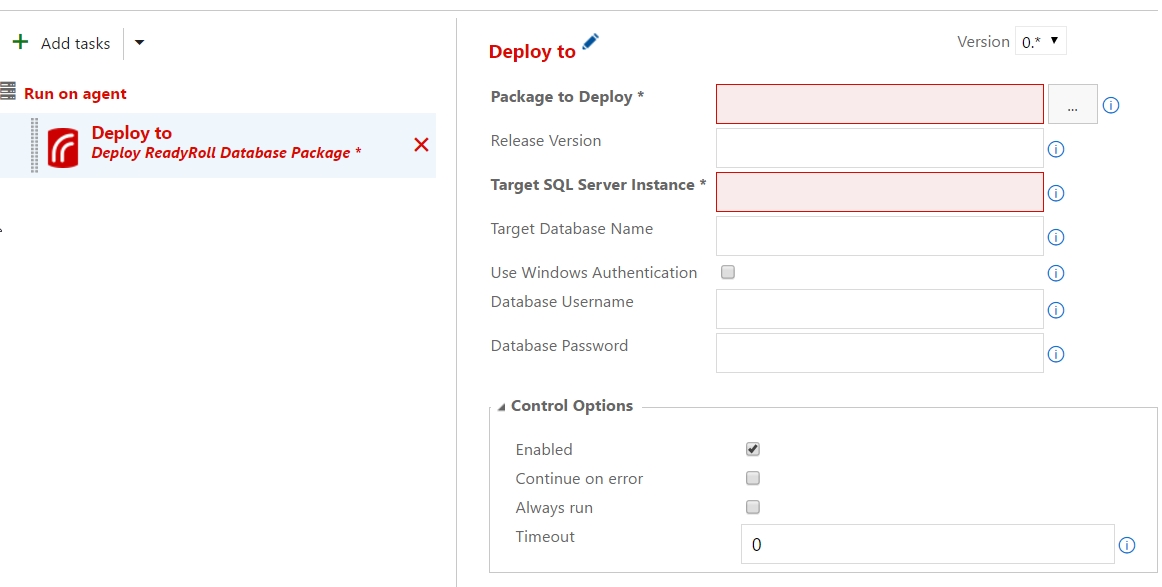 Add tasks
Run on agent
Deploy to
Deploy ReadyRoll Database Package *
Deploy to
Version 0.*
Package to Deploy *
...
Release Version
Target SQL Server Instance *
Target Database Name
Use Windows Authentication
Database Username
Database Password
Control Options
Enabled
Continue on error
Always run
Timeout
0